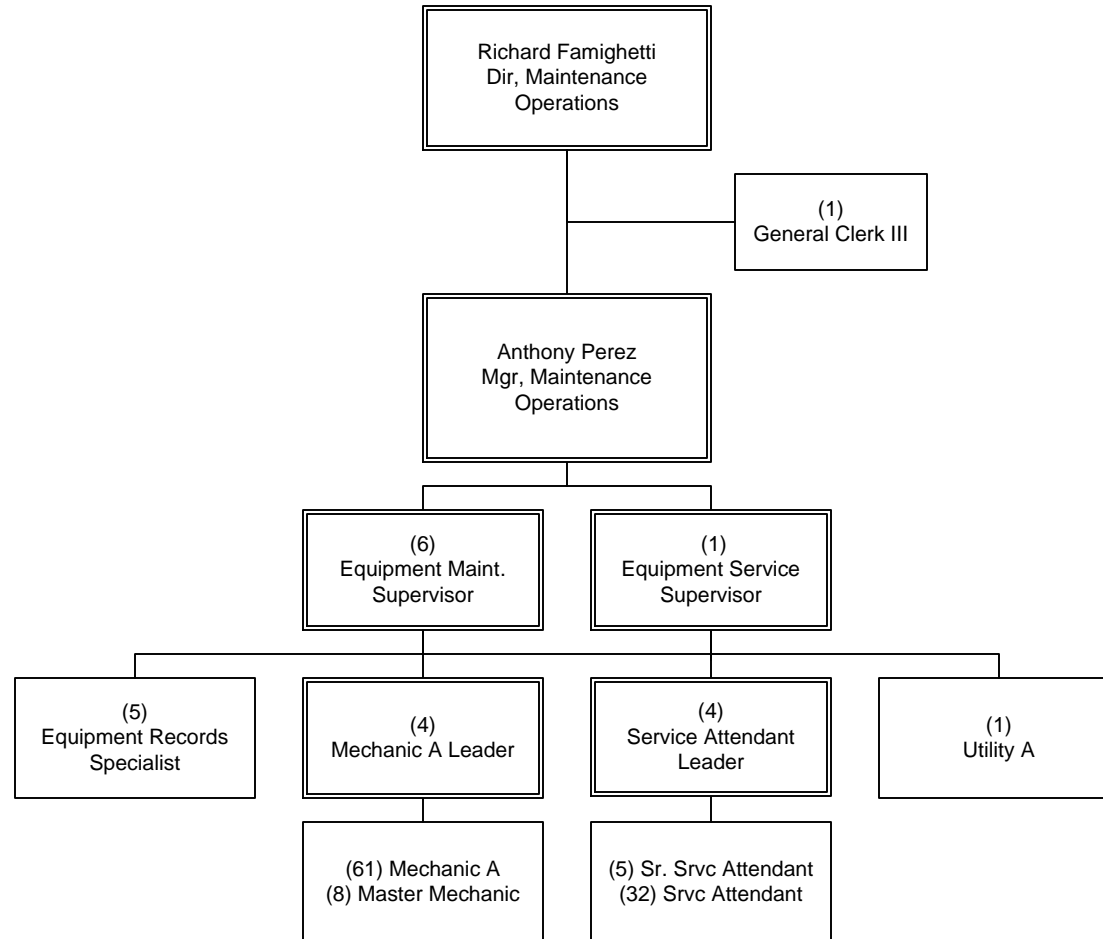 Richard Famighetti
Dir, Maintenance
Operations
(1)
General Clerk III
Anthony Perez
Mgr, Maintenance
Operations
(6)
Equipment Maint.
Supervisor
(1)
Equipment Service
Supervisor
(5)
Equipment Records
Specialist
(4)
Mechanic A Leader
(4)
Service Attendant
Leader
(1)
Utility A
(61) Mechanic A
(8) Master Mechanic
(5) Sr. Srvc Attendant
(32) Srvc Attendant